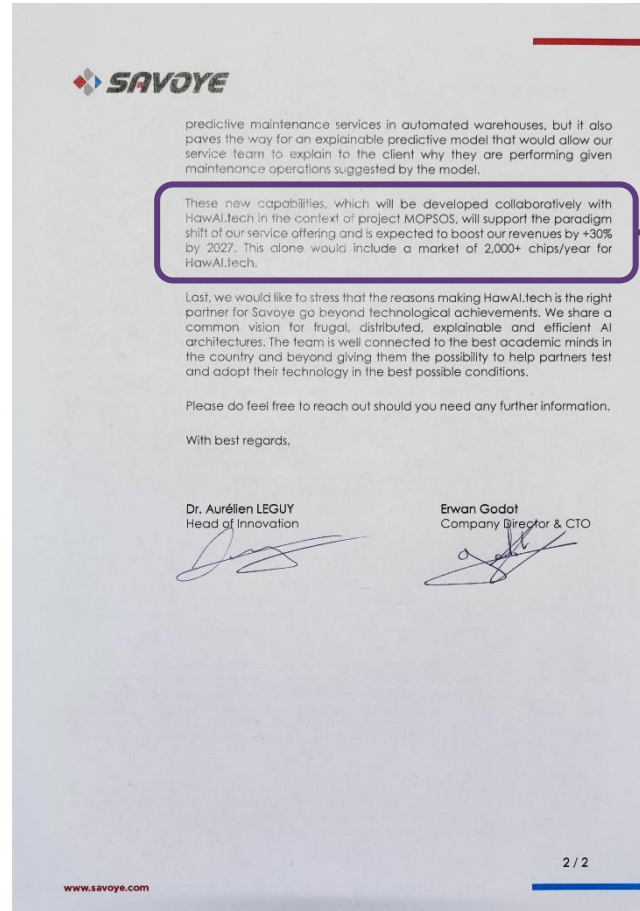 SAVOYE
predictive maintenance services in automated warehouses, but it also
paves the way for an explainable predictive model that would allow our
service team to explain to the client why they are performing given
maintenance operations suggested by the model.
These new capabilities, which will be developed collaboratively with
HawAI.tech in the context of project MOPSOS, will support the paradigm
shift of our service offering and is expected to boost our revenues by +30%
by 2027. This alone would include a market of 2,000+ chips/year for
HawAI.tech.
Last, we would like to stress that the reasons making HawAI.tech is the right
partner for Savoye go beyond technological achievements. We share a
common vision for frugal, distributed, explainable and efficient AI
architectures. The team is well connected to the best academic minds in
the country and beyond giving them the possibility to help partners test
and adopt their technology in the best possible conditions.
Please do feel free to reach out should you need any further information.
With best regards,
Dr. Aurélien LEGUY Erwan Godot
Head of Innovation Company Director & CTO
2 / 2
www.savoye.com